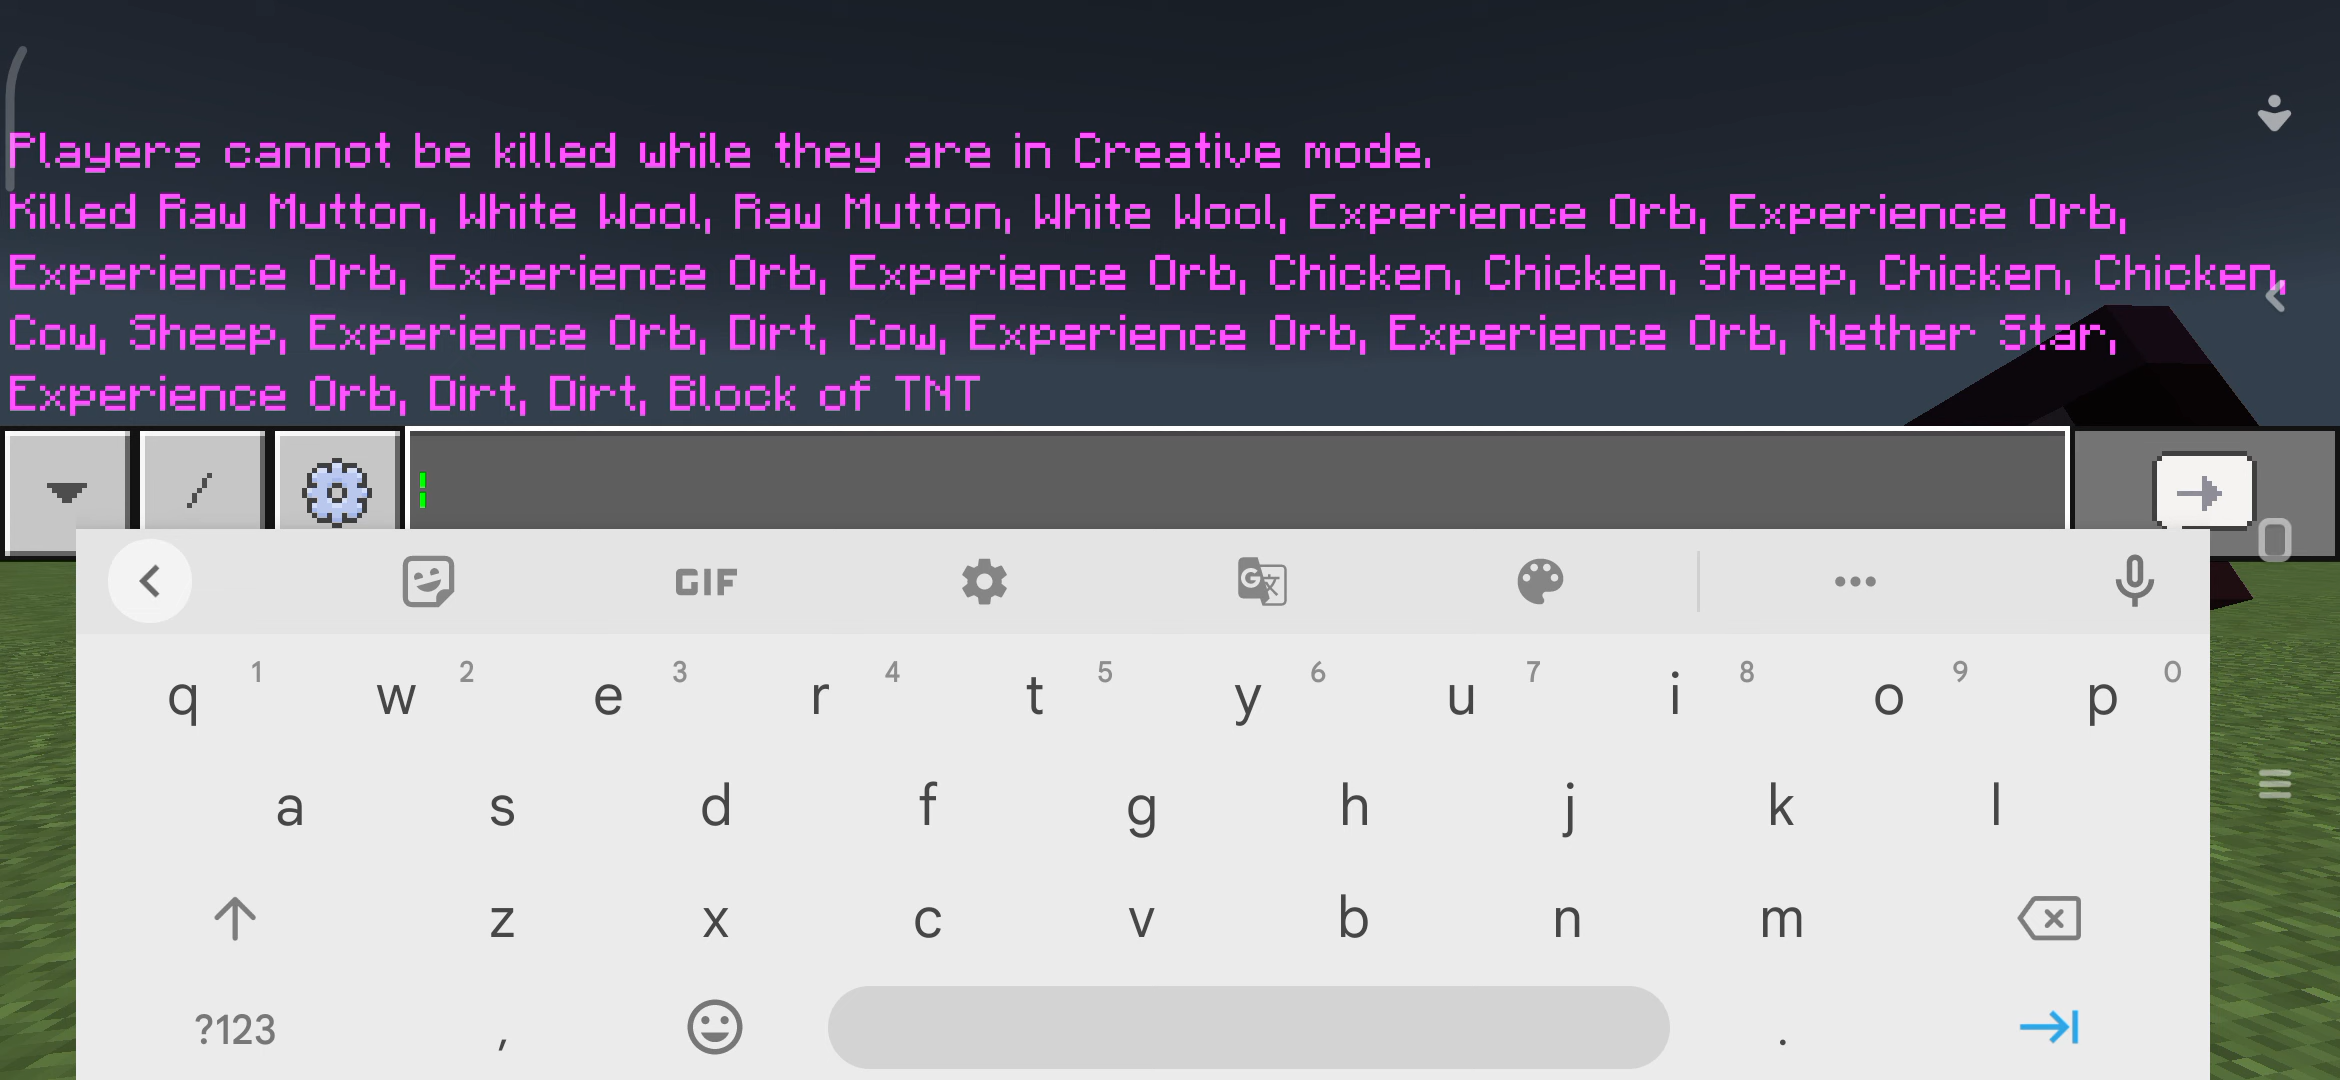 Players cannot be killed while they are in Creative mode.
Killed Raw Mutton, White Wool, Raw Mutton, White Wool, Experience Orb, Experience Orb,
Experience Orb, Experience Orb, Experience Orb, Chicken, Chicken, Sheep, Chicken, Chicken,
Cow, Sheep, Experience Orb, Dirt, Cow, Experience Orb, Experience Orb, Nether Star,
Experience Orb, Dirt, Dirt, Block of TNT
/
GIF G文
q 1 w 2 e 3 r 4 t 5 y 6 u 7 i 8 o 9 p 0
a s d f g h j k l
z x c v b n m
?123 , .